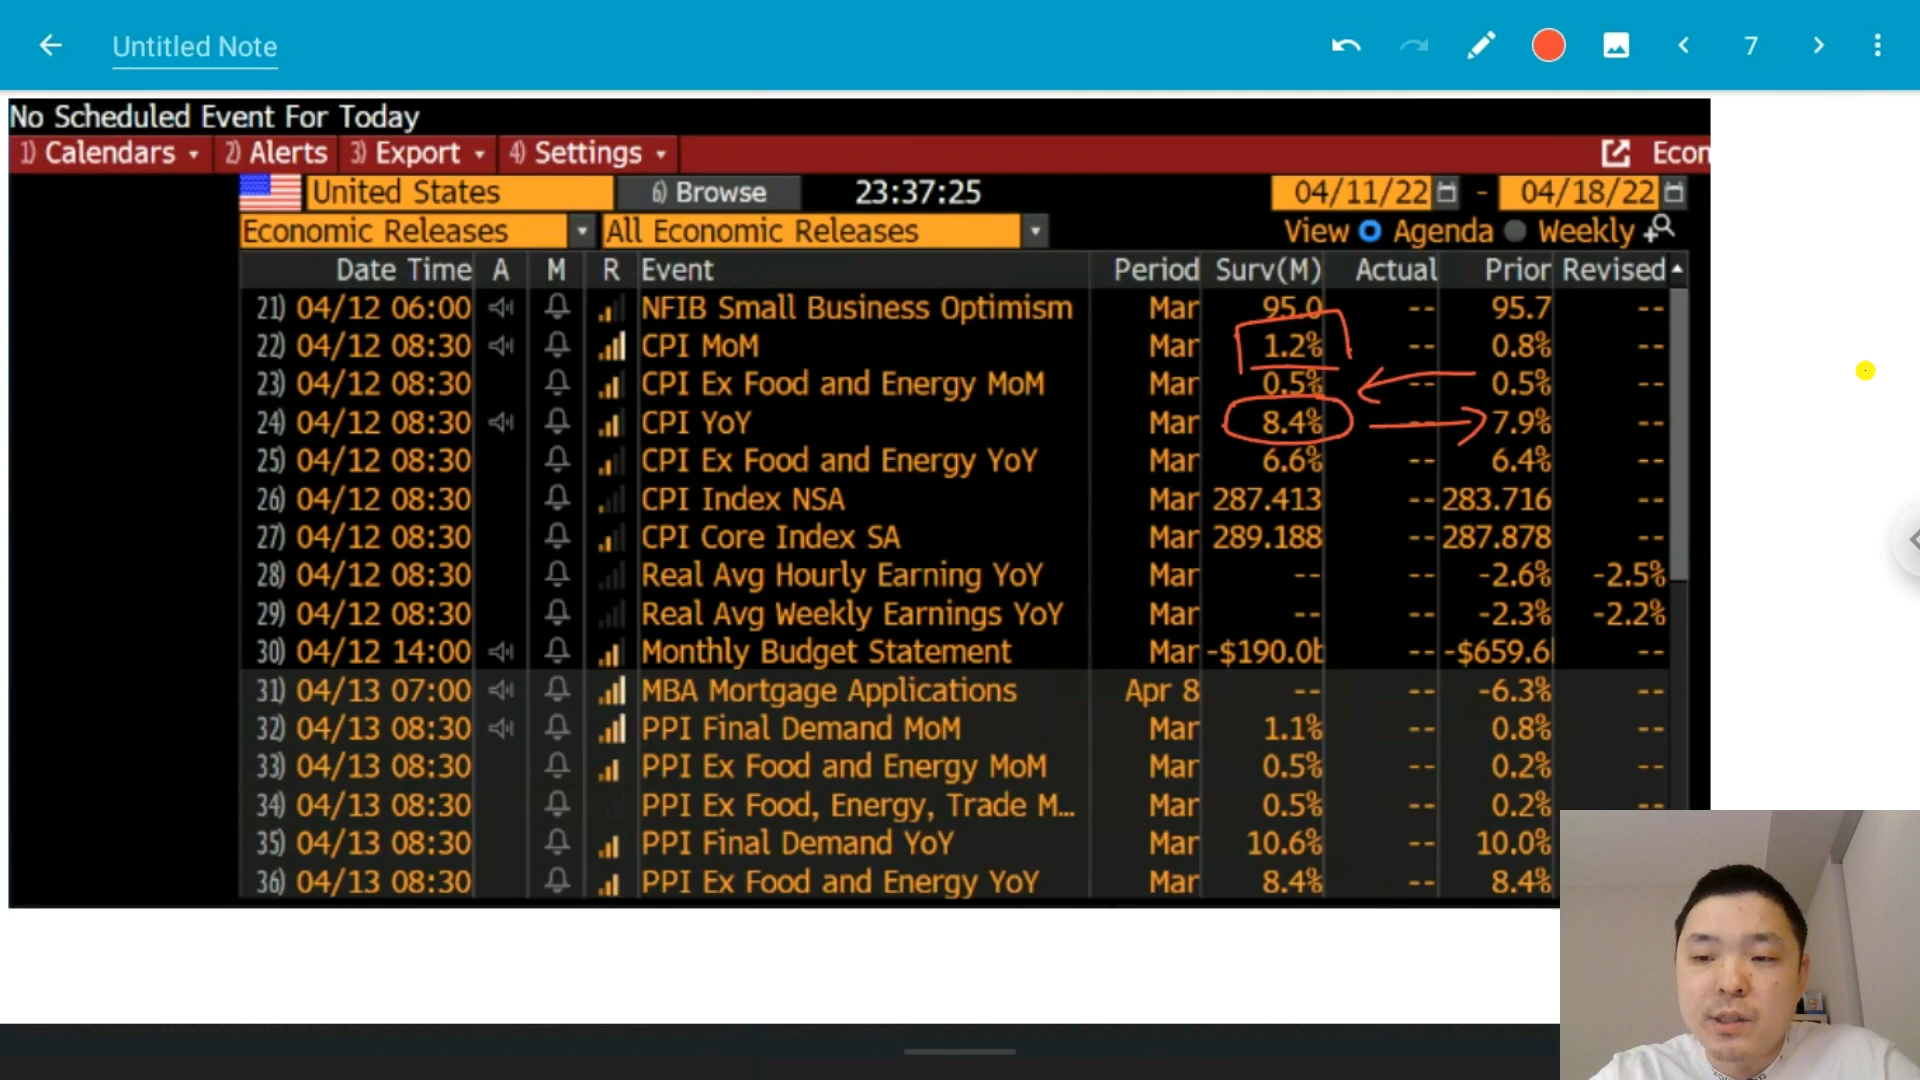 Untitled Note
7
No Scheduled Event For Today
1) Calendars 2) Alerts 3) Export 4) Settings Econ
United States 6) Browse 23:37:25 04/11/22 - 04/18/22
Economic Releases All Economic Releases View Agenda Weekly
Date Time A M R Event Period Surv(M) Actual Prior Revised
21) 04/12 06:00 NFIB Small Business Optimism Mar 95.0 -- 95.7 --
22) 04/12 08:30 CPI MoM Mar 1.2% -- 0.8% --
23) 04/12 08:30 CPI Ex Food and Energy MoM Mar 0.5% -- 0.5% --
24) 04/12 08:30 CPI YoY Mar 8.4% 7.9% --
25) 04/12 08:30 CPI Ex Food and Energy YoY Mar 6.6% -- 6.4% --
26) 04/12 08:30 CPI Index NSA Mar 287.413 -- 283.716 --
27) 04/12 08:30 CPI Core Index SA Mar 289.188 -- 287.878 --
28) 04/12 08:30 Real Avg Hourly Earning YoY Mar -- -- -2.6% -2.5%
29) 04/12 08:30 Real Avg Weekly Earnings YoY Mar -- -- -2.3% -2.2%
30) 04/12 14:00 Monthly Budget Statement Mar -$190.0b -- -$659.6 --
31) 04/13 07:00 MBA Mortgage Applications Apr 8 -- -- -6.3% --
32) 04/13 08:30 PPI Final Demand MoM Mar 1.1% -- 0.8% --
33) 04/13 08:30 PPI Ex Food and Energy MoM Mar 0.5% -- 0.2% --
34) 04/13 08:30 PPI Ex Food, Energy, Trade M... Mar 0.5% -- 0.2% --
35) 04/13 08:30 PPI Final Demand YoY Mar 10.6% -- 10.0%
36) 04/13 08:30 PPI Ex Food and Energy YoY Mar 8.4% -- 8.4%